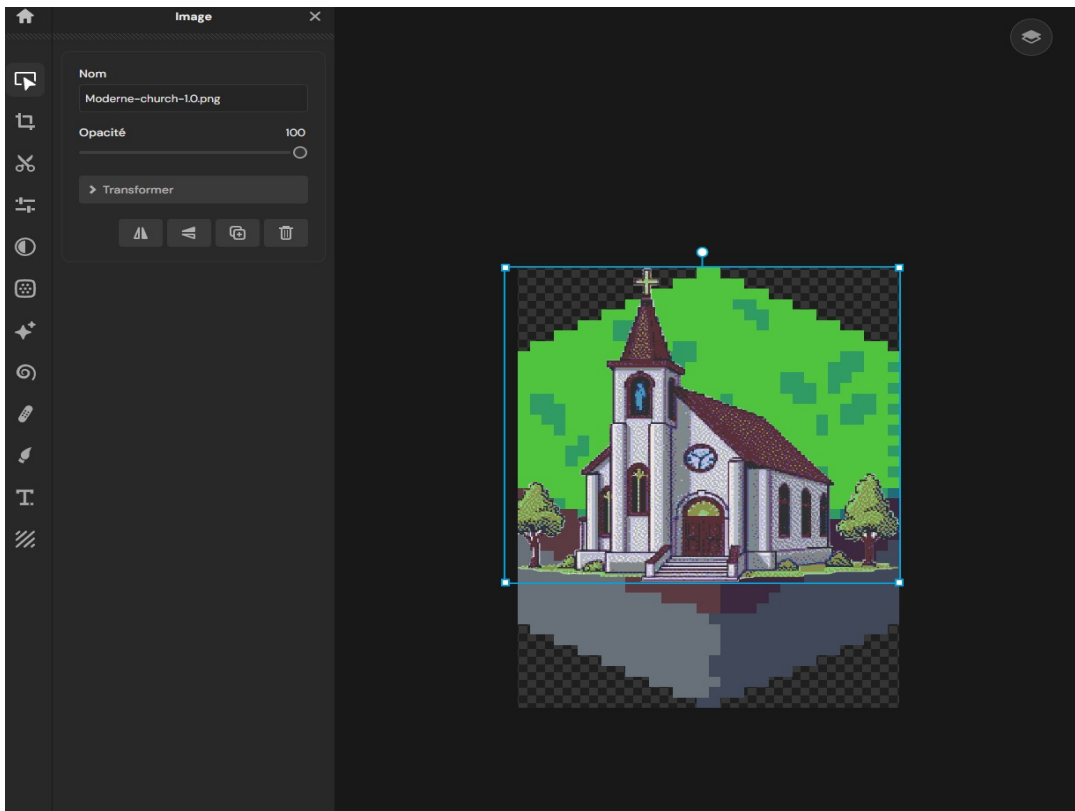 Image
Nom
Moderne-church-1.0.png
Opacité 100
Transformer
T.